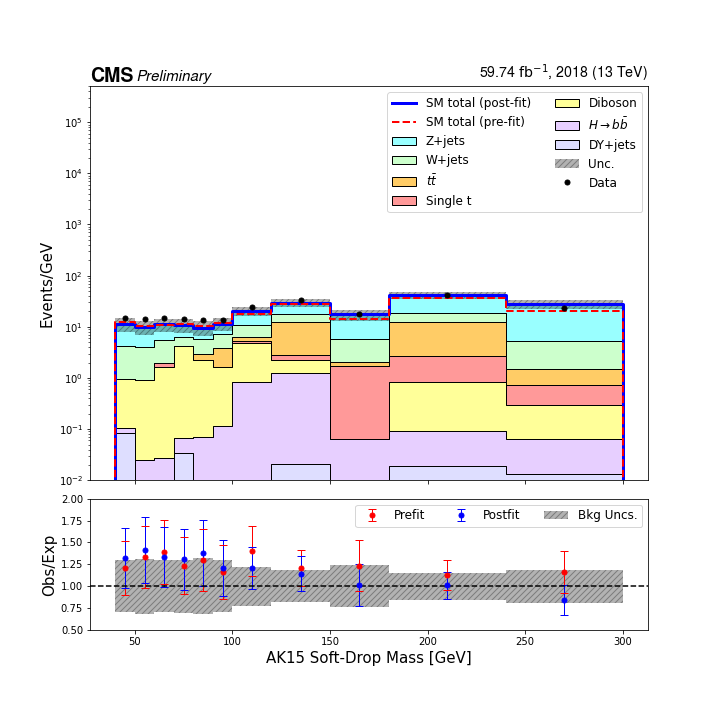 CMS Preliminary
59.74 fb⁻¹, 2018 (13 TeV)
SM total (post-fit)
SM total (pre-fit)
Z+jets
W+jets
tt̄
Single t
Diboson
H→bb̄
DY+jets
Unc.
Data
Events/GeV
10⁵
10⁴
10³
10²
10¹
10⁰
10⁻¹
10⁻²
Prefit
Postfit
Bkg Uncs.
Obs/Exp
2.00
1.75
1.50
1.25
1.00
0.75
0.50
50 100 150 200 250 300
AK15 Soft-Drop Mass [GeV]